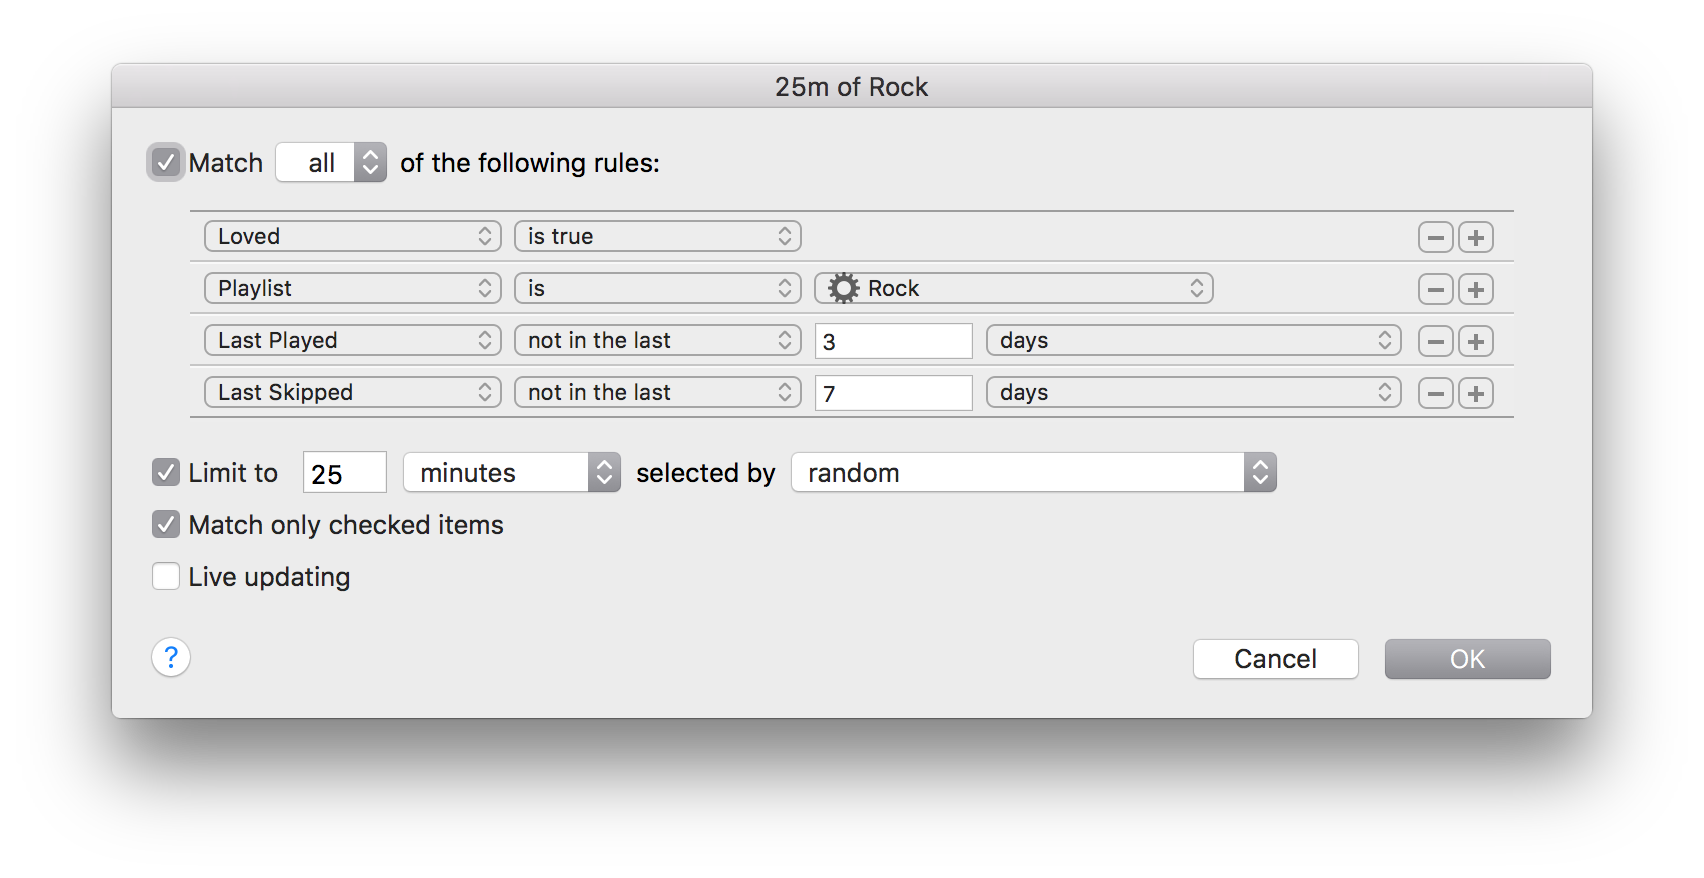 25m of Rock
Match all of the following rules:
Loved is true
Playlist is Rock
Last Played not in the last 3 days
Last Skipped not in the last 7 days
Limit to 25 minutes selected by random
Match only checked items
Live updating
? Cancel OK